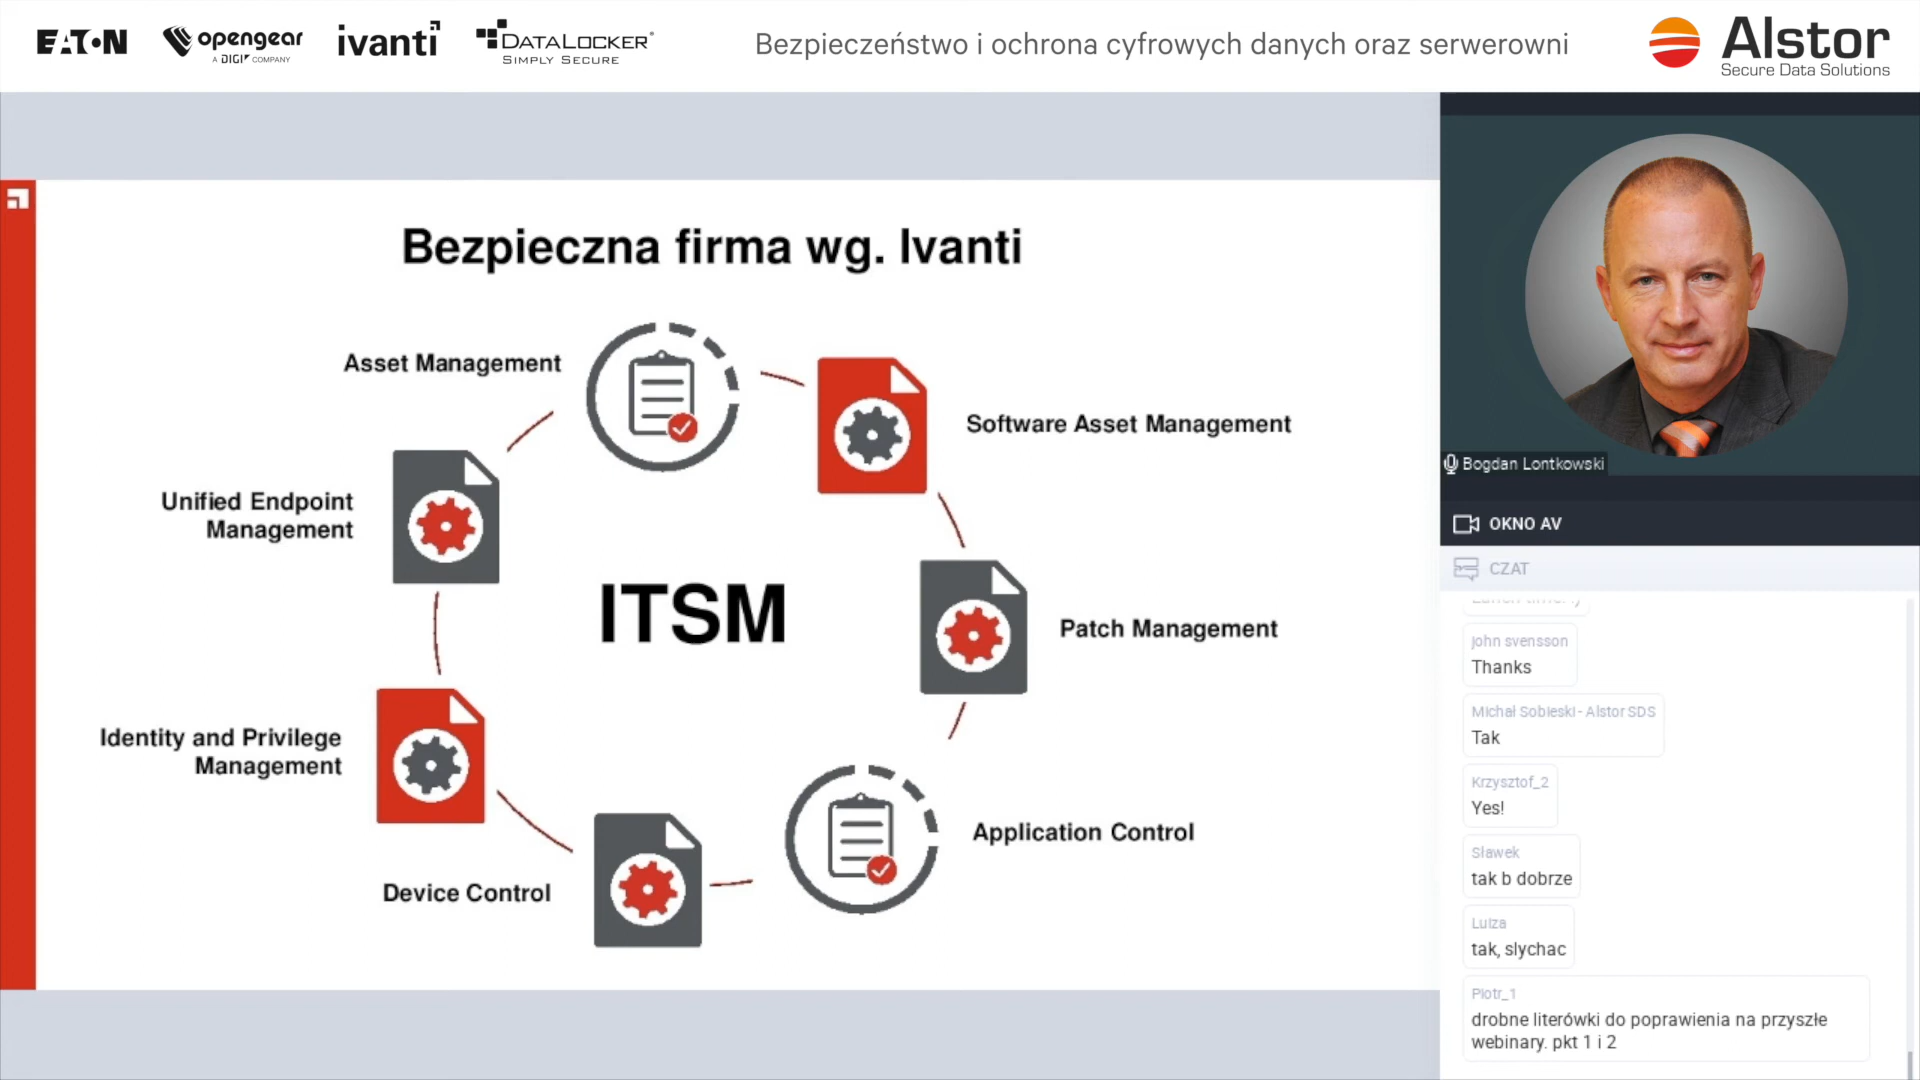 EATON
opengear
A DIGI COMPANY
ivanti
DATALOCKER
SIMPLY SECURE
Bezpieczeństwo i ochrona cyfrowych danych oraz serwerowni
Alstor
Secure Data Solutions
Bezpieczna firma wg. Ivanti
Asset Management
Software Asset Management
Unified Endpoint
Management
ITSM
Patch Management
Identity and Privilege
Management
Application Control
Device Control
Bogdan Lontkowski
OKNO AV
CZAT
john svensson
Thanks
Michał Sobieski - Alstor SDS
Tak
Krzysztof_2
Yes!
Sławek
tak b dobrze
Luiza
tak, slychac
Piotr_1
drobne literówki do poprawienia na przyszłe
webinary. pkt 1 i 2